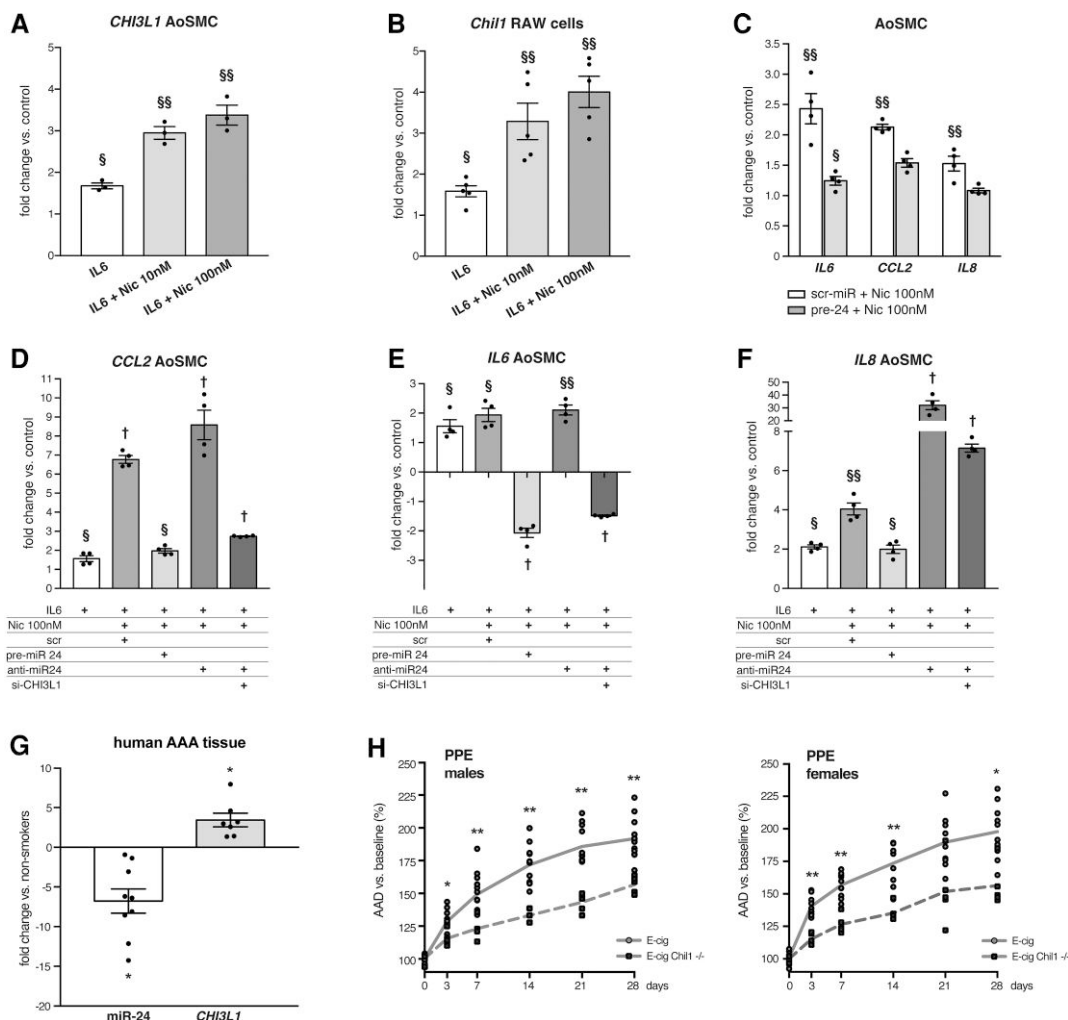 A
CHI3L1 AoSMC
fold change vs. control
5
4
3
2
1
0
§
§§
§§
IL6
IL6 + Nic 10nM
IL6 + Nic 100nM
B
Chil1 RAW cells
fold change vs. control
5
4
3
2
1
0
§
§§
§§
IL6
IL6 + Nic 10nM
IL6 + Nic 100nM
C
AoSMC
fold change vs. control
3.5
3.0
2.5
2.0
1.5
1.0
0.5
0.0
§§
§
§§
§§
IL6 CCL2 IL8
scr-miR + Nic 100nM
pre-24 + Nic 100nM
D
CCL2 AoSMC
fold change vs. control
11
10
9
8
7
6
5
4
3
2
1
0
§ † § † †
IL6 + + + + +
Nic 100nM + + + +
scr +
pre-miR 24 +
anti-miR24 + +
si-CHI3L1 +
E
IL6 AoSMC
fold change vs. control
3
2
1
0
-1
-2
-3
§ § † §§ †
IL6 + + + + +
Nic 100nM + + + +
scr +
pre-miR 24 +
anti-miR24 + +
si-CHI3L1 +
F
IL8 AoSMC
fold change vs. control
50
40
30
20
8
6
4
2
0
§ §§ § † †
IL6 + + + + +
Nic 100nM + + + +
scr +
pre-miR 24 +
anti-miR24 + +
si-CHI3L1 +
G
human AAA tissue
fold change vs. non-smokers
10
5
0
-5
-10
-15
-20
*
*
miR-24 CHI3L1
H
PPE
males
AAD vs. baseline (%)
250
225
200
175
150
125
100
* ** ** ** **
E-cig
E-cig Chil1 -/-
0 3 7 14 21 28 days
PPE
females
AAD vs. baseline (%)
250
225
200
175
150
125
100
** ** ** *
E-cig
E-cig Chil1 -/-
0 3 7 14 21 28 days